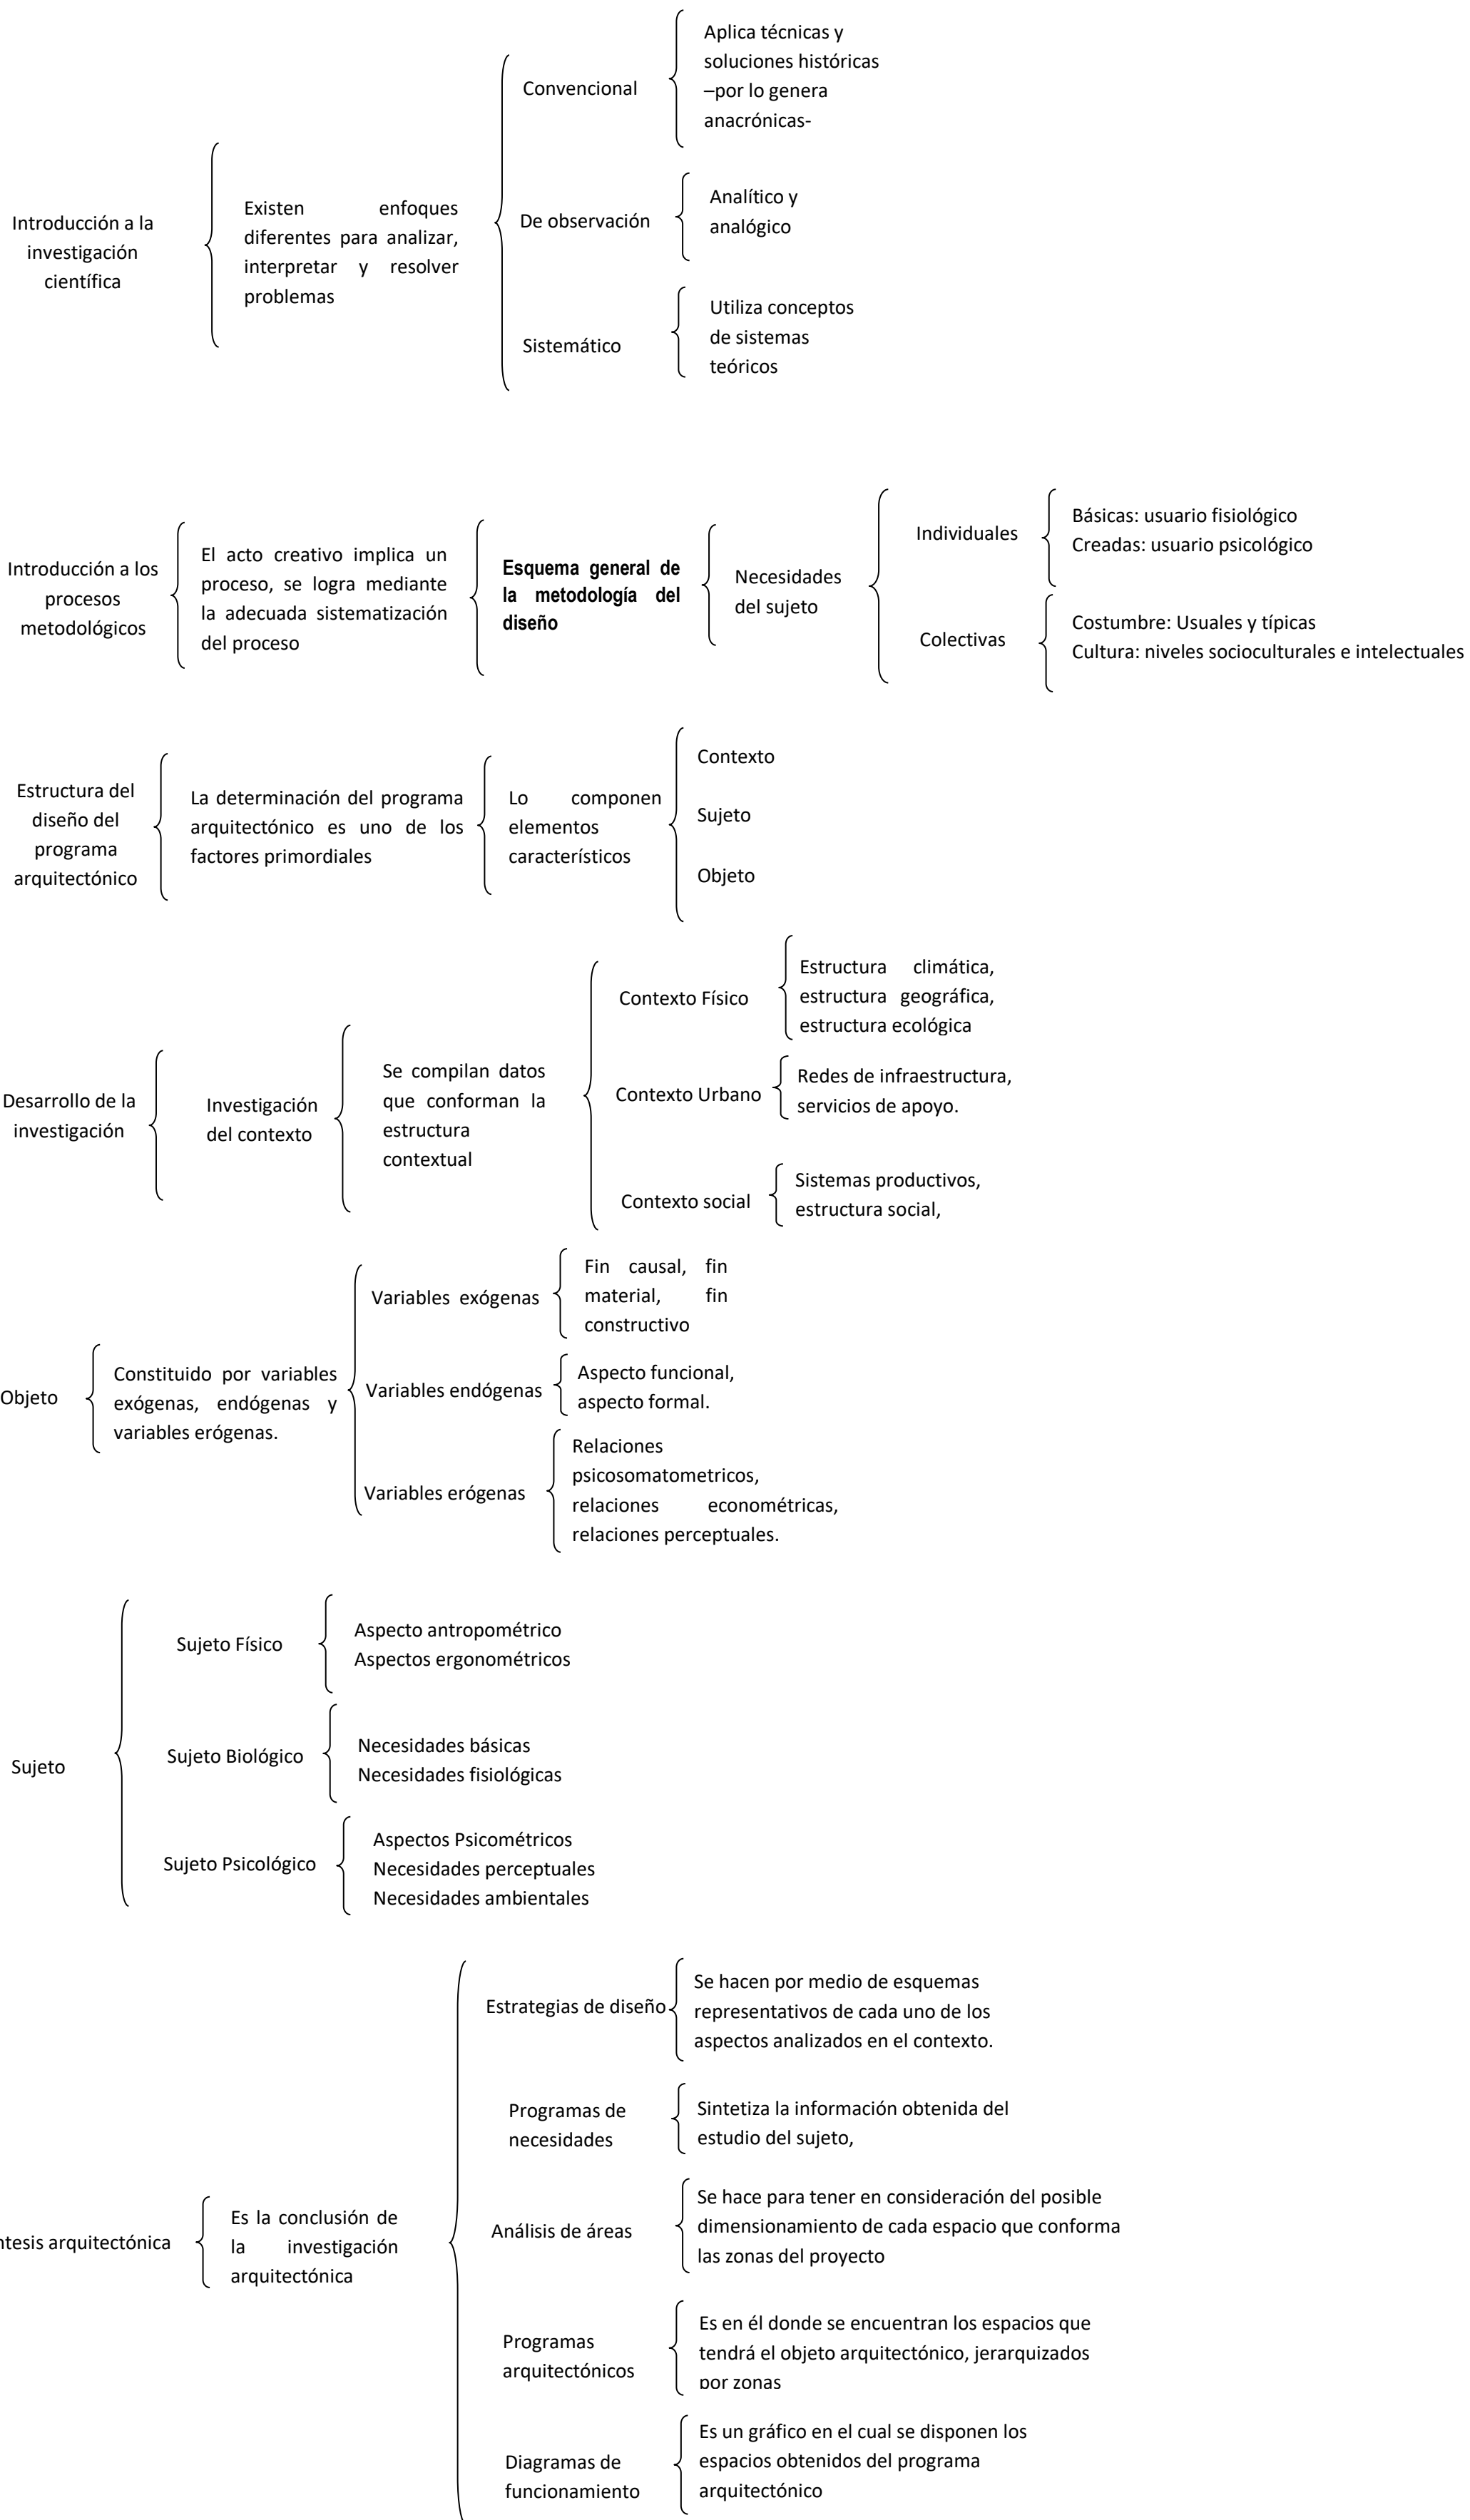 Introducción a la
investigación
científica
Existen enfoques
diferentes para analizar,
interpretar y resolver
problemas
Convencional
Aplica técnicas y
soluciones históricas
–por lo genera
anacrónicas-
De observación
Analítico y
analógico
Sistemático
Utiliza conceptos
de sistemas
teóricos
Introducción a los
procesos
metodológicos
El acto creativo implica un
proceso, se logra mediante
la adecuada sistematización
del proceso
Esquema general de
la metodología del
diseño
Necesidades
del sujeto
Individuales
Básicas: usuario fisiológico
Creadas: usuario psicológico
Colectivas
Costumbre: Usuales y típicas
Cultura: niveles socioculturales e intelectuales
Estructura del
diseño del
programa
arquitectónico
La determinación del programa
arquitectónico es uno de los
factores primordiales
Lo componen
elementos
característicos
Contexto
Sujeto
Objeto
Desarrollo de la
investigación
Investigación
del contexto
Se compilan datos
que conforman la
estructura
contextual
Contexto Físico
Estructura climática,
estructura geográfica,
estructura ecológica
Contexto Urbano
Redes de infraestructura,
servicios de apoyo.
Contexto social
Sistemas productivos,
estructura social,
Objeto
Constituido por variables
exógenas, endógenas y
variables erógenas.
Variables exógenas
Fin causal, fin
material, fin
constructivo
Variables endógenas
Aspecto funcional,
aspecto formal.
Variables erógenas
Relaciones
psicosomatometricos,
relaciones econométricas,
relaciones perceptuales.
Sujeto
Sujeto Físico
Aspecto antropométrico
Aspectos ergonométricos
Sujeto Biológico
Necesidades básicas
Necesidades fisiológicas
Sujeto Psicológico
Aspectos Psicométricos
Necesidades perceptuales
Necesidades ambientales
ntesis arquitectónica
Es la conclusión de
la investigación
arquitectónica
Estrategias de diseño
Se hacen por medio de esquemas
representativos de cada uno de los
aspectos analizados en el contexto.
Programas de
necesidades
Sintetiza la información obtenida del
estudio del sujeto,
Análisis de áreas
Se hace para tener en consideración del posible
dimensionamiento de cada espacio que conforma
las zonas del proyecto
Programas
arquitectónicos
Es en él donde se encuentran los espacios que
tendrá el objeto arquitectónico, jerarquizados
por zonas
Diagramas de
funcionamiento
Es un gráfico en el cual se disponen los
espacios obtenidos del programa
arquitectónico